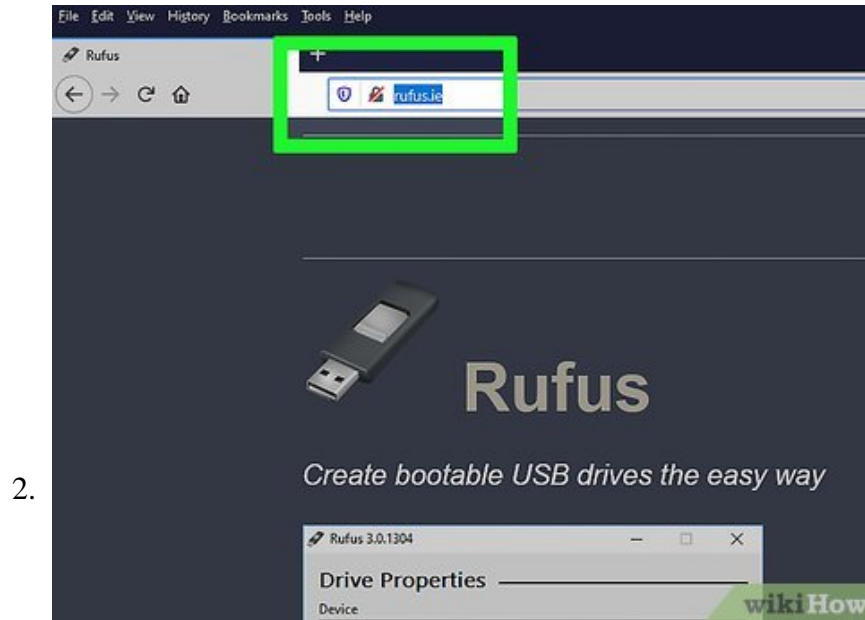 File Edit View History Bookmarks Tools Help
Rufus
+
rufus.ie
Rufus
Create bootable USB drives the easy way
2.
Rufus 3.0.1304
Drive Properties
Device
wikiHow